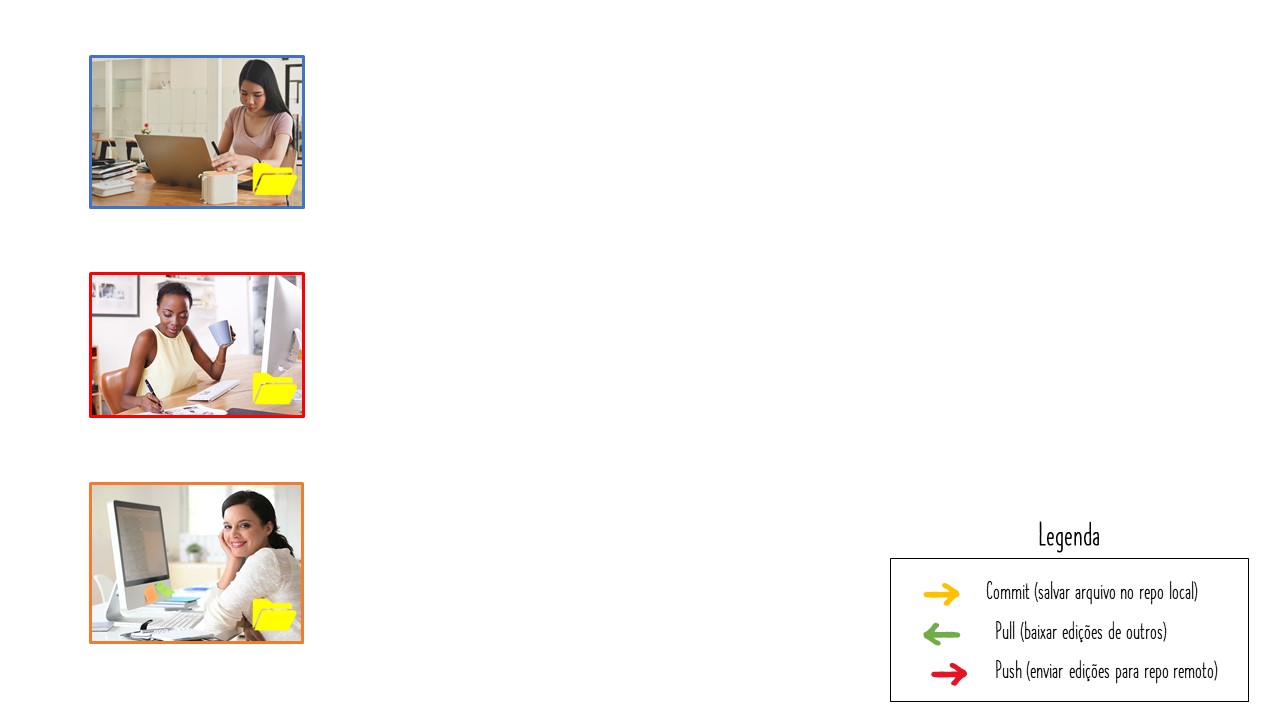 Legenda
Commit (salvar arquivo no repo local)
Pull (baixar edições de outros)
Push (enviar edições para repo remoto)